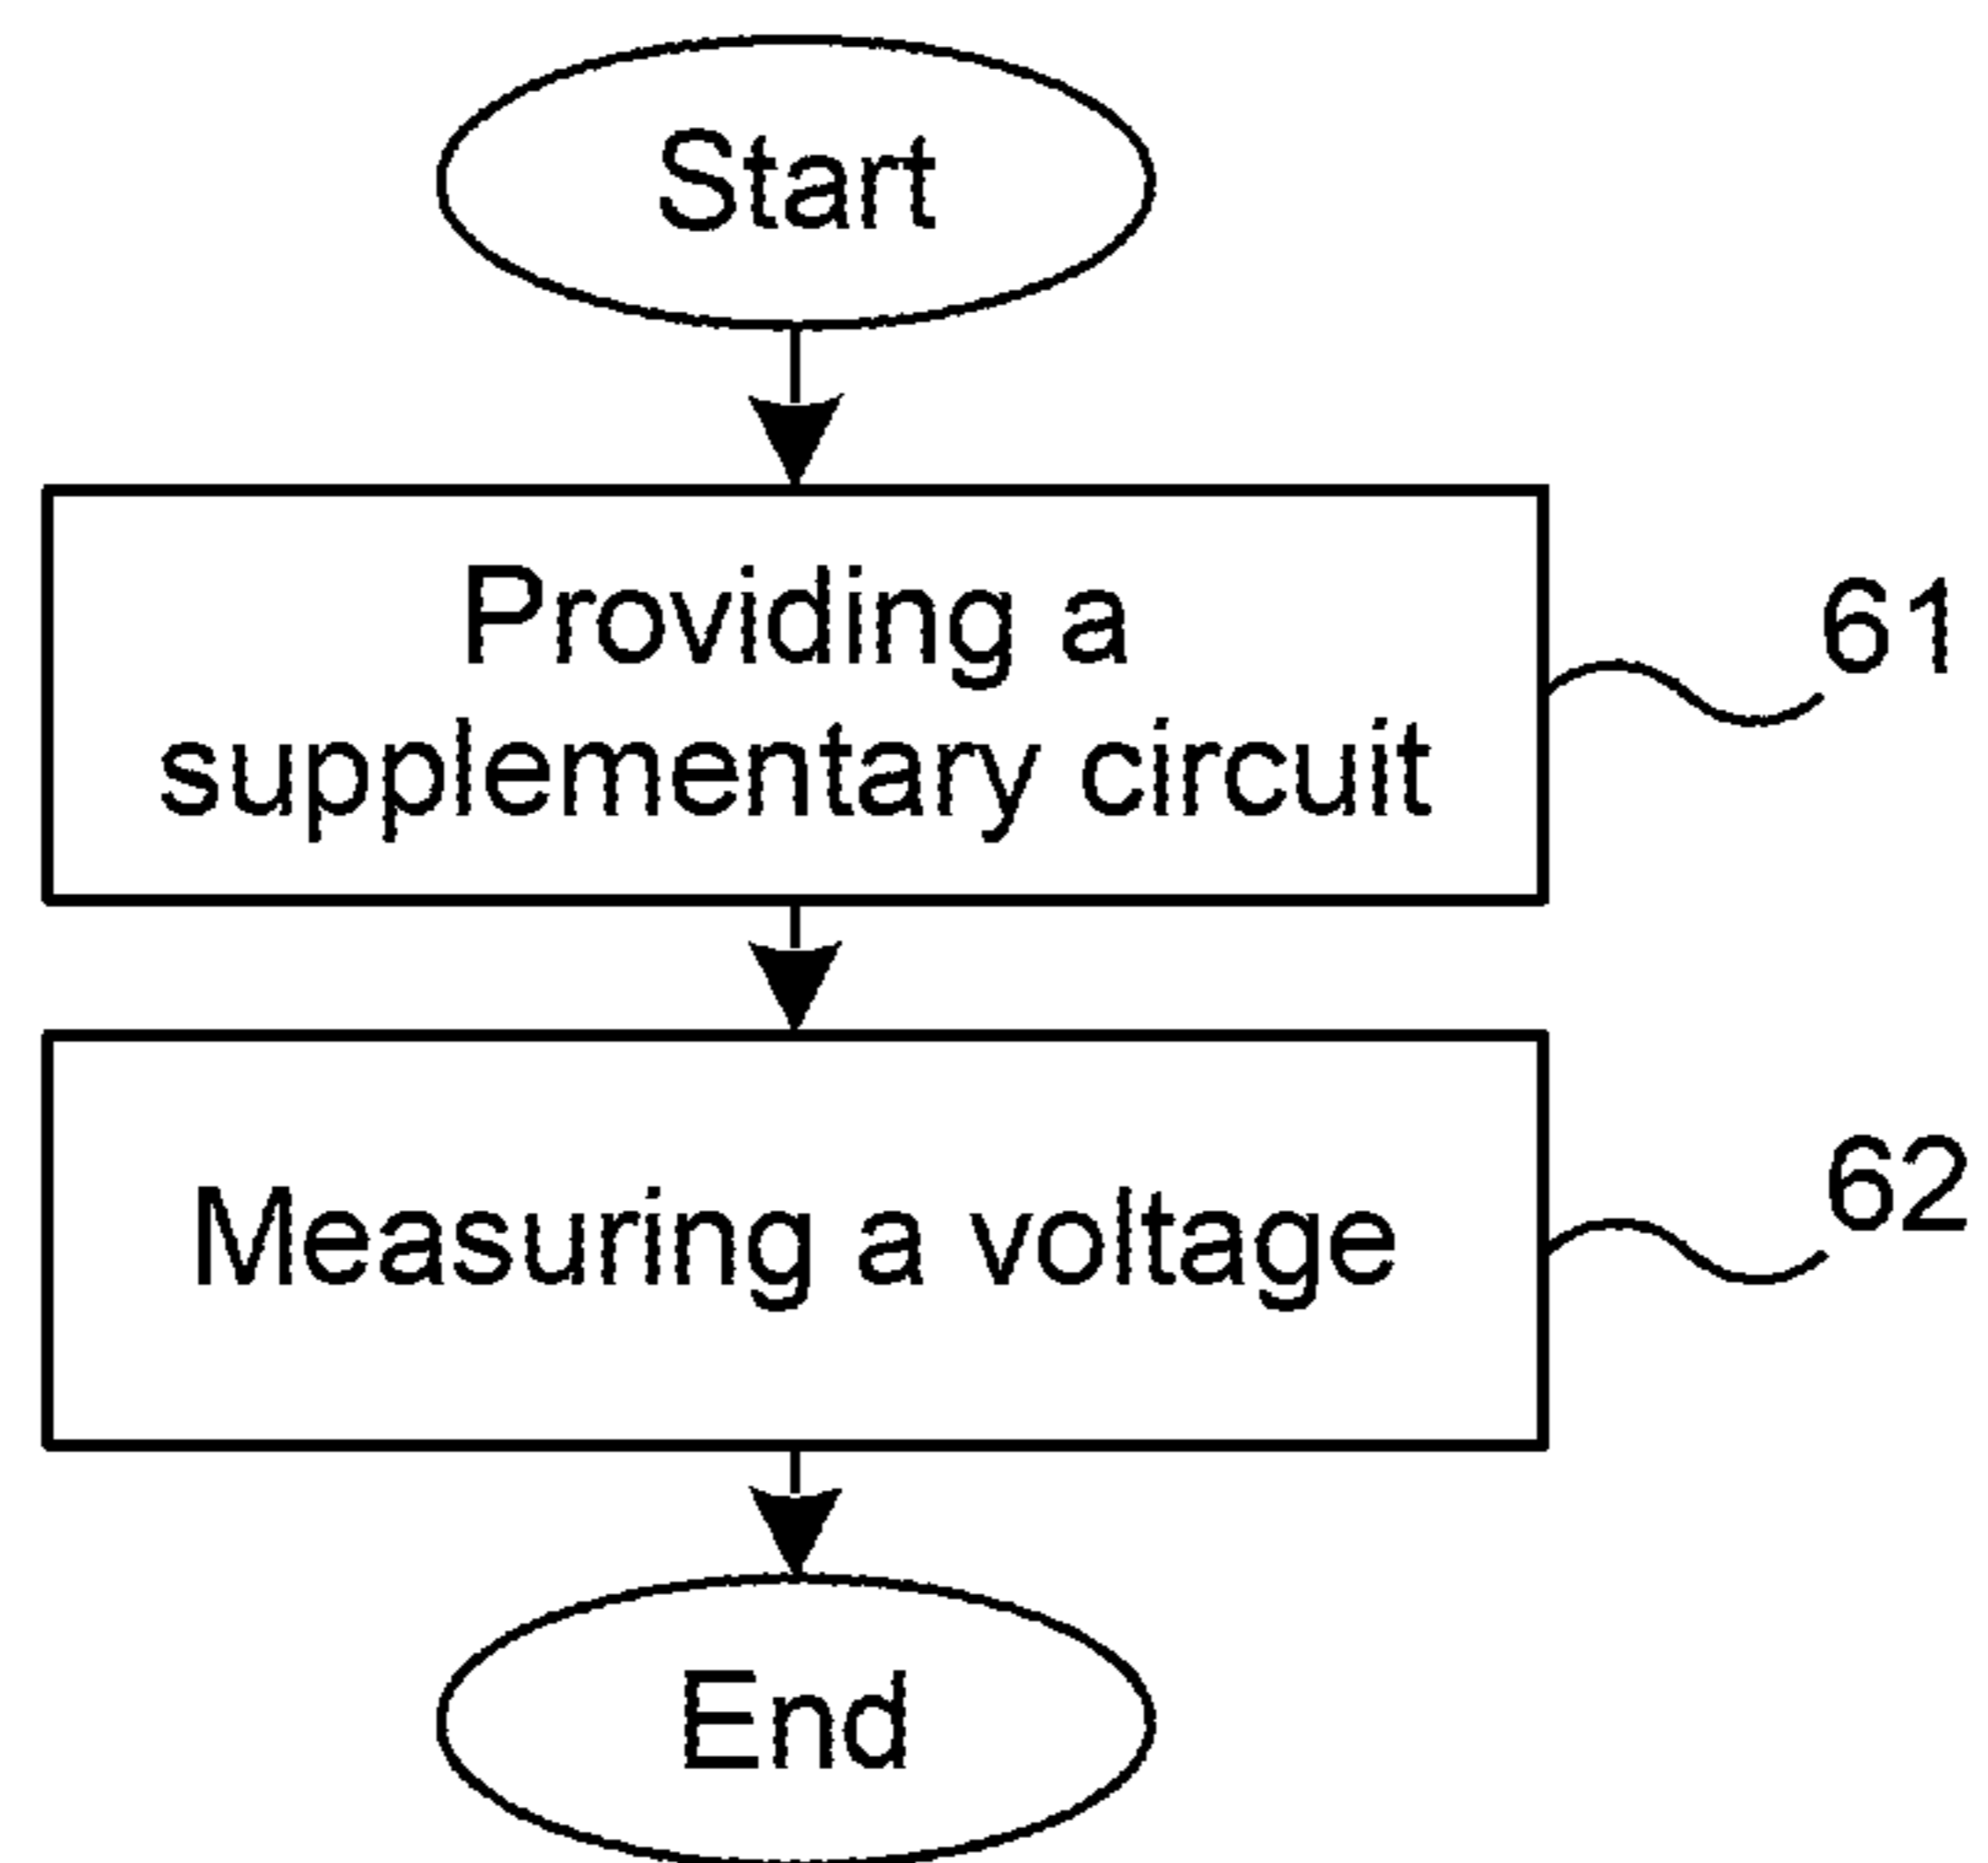 Start
Providing a
supplementary circuit
61
Measuring a voltage
62
End